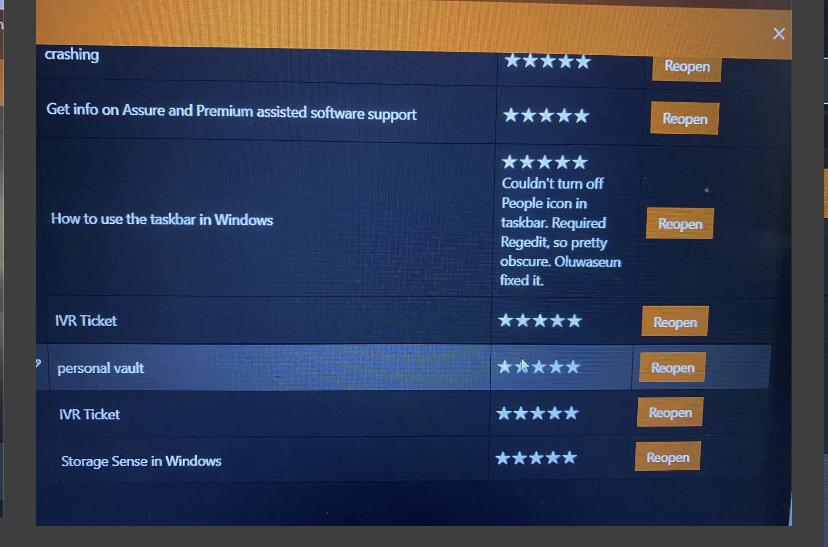 crashing
★★★★★
Reopen
Get info on Assure and Premium assisted software support
★★★★★
Reopen
How to use the taskbar in Windows
★★★★★
Couldn't turn off
People icon in
taskbar. Required
Regedit, so pretty
obscure. Oluwaseun
fixed it.
Reopen
IVR Ticket
★★★★★
Reopen
personal vault
★★★★★
Reopen
IVR Ticket
★★★★★
Reopen
Storage Sense in Windows
★★★★★
Reopen